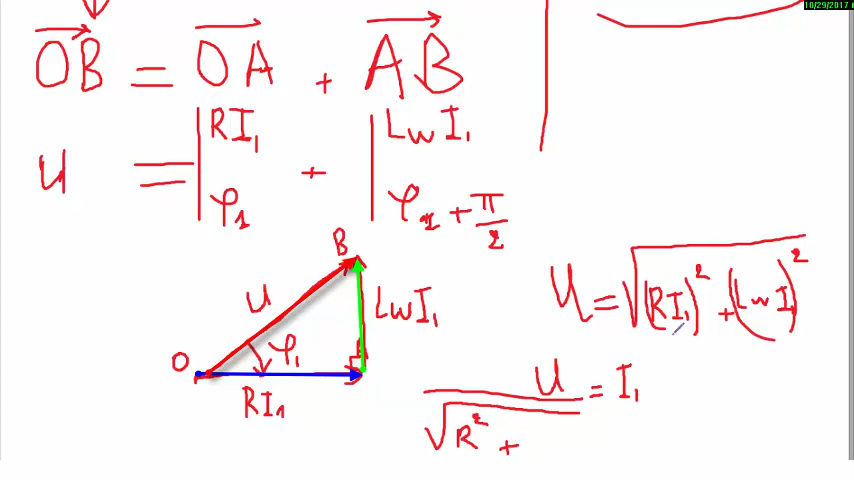 10/29/2017
OB = OA + AB
RI₁ LωI₁
U = +
φ₁ φ₁ + π/2
B
U LωI₁
U = √(RI₁)² + (LωI₁)²
O φ₁
RI₁
U / √R² + = I₁